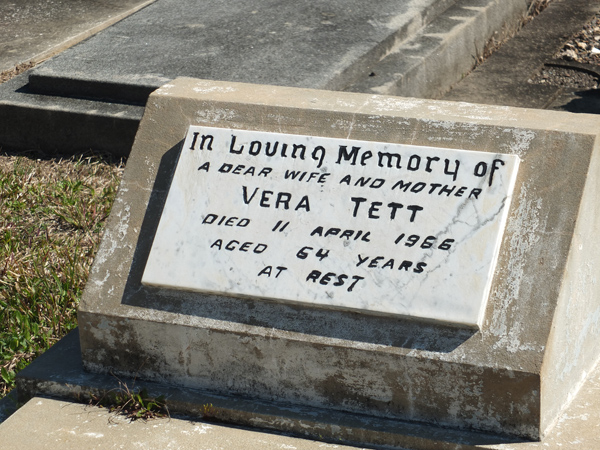 In Loving Memory of
A DEAR WIFE AND MOTHER
VERA TETT
DIED 11 APRIL 1966
AGED 64 YEARS
AT REST